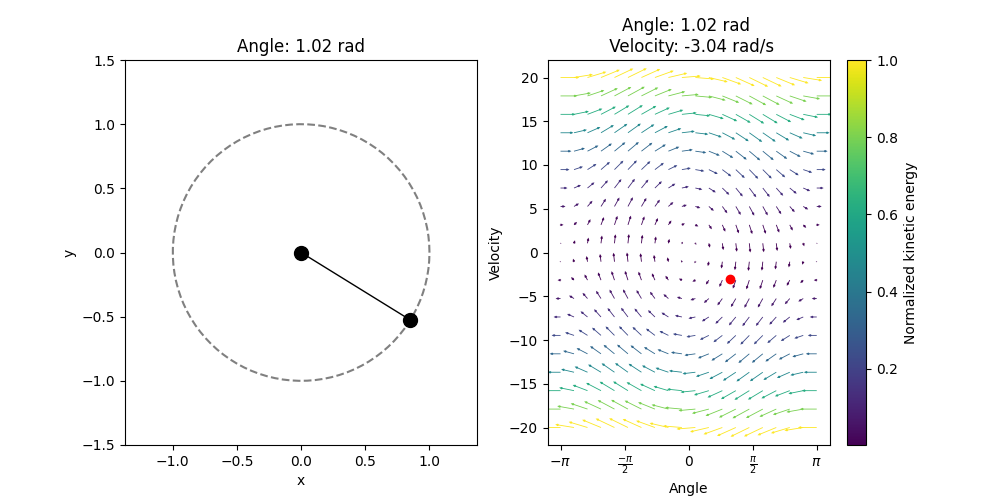 Angle: 1.02 rad
y
1.5
1.0
0.5
0.0
−0.5
−1.0
−1.5
−1.0 −0.5 0.0 0.5 1.0
x
Angle: 1.02 rad
Velocity: -3.04 rad/s
Velocity
20
15
10
5
0
−5
−10
−15
−20
−π −π/2 0 π/2 π
Angle
1.0
0.8
0.6
0.4
0.2
Normalized kinetic energy